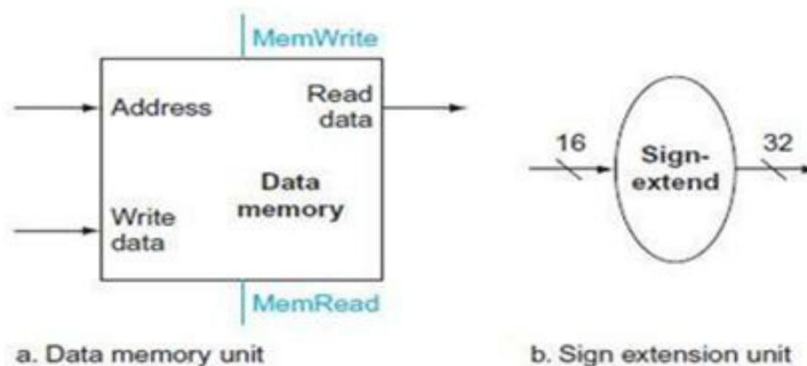 MemWrite
Address
Read
data
Data
memory
Write
data
MemRead
a. Data memory unit
16
Sign-
extend
32
b. Sign extension unit